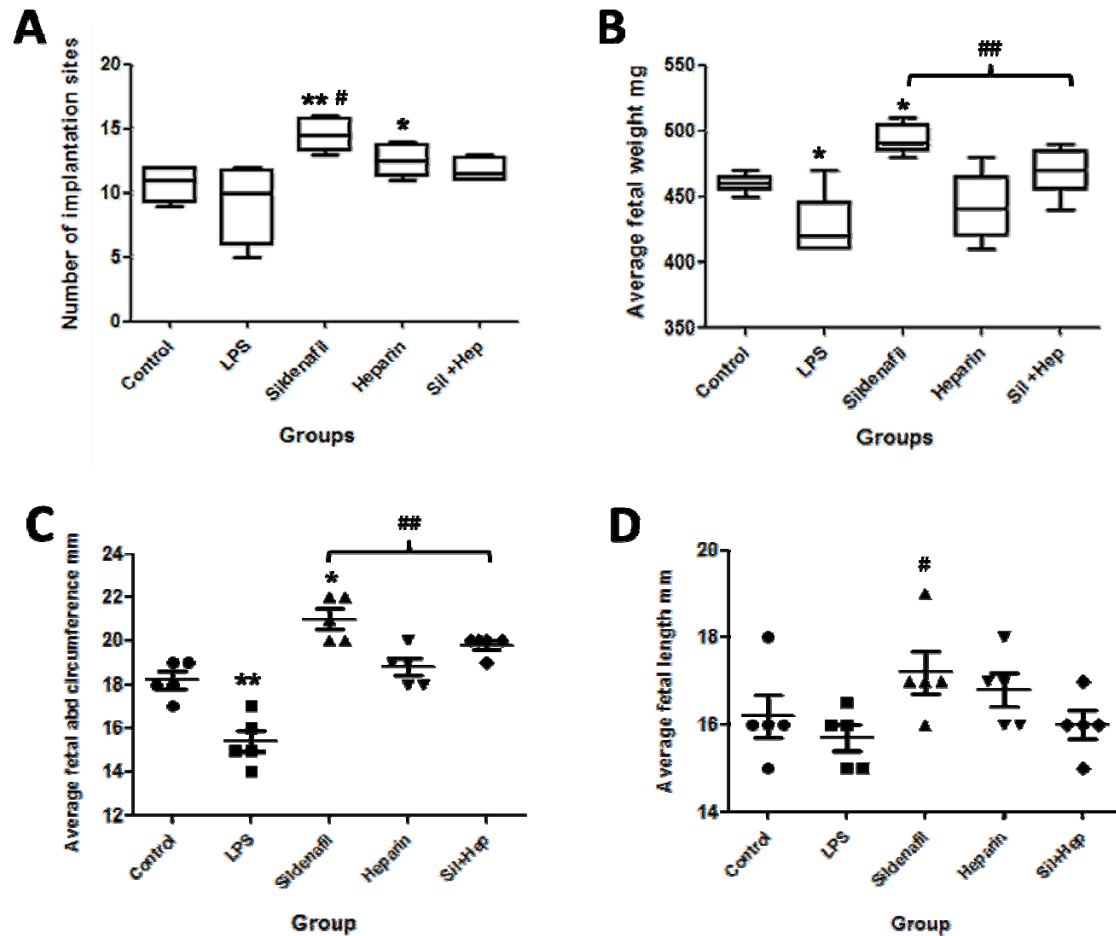 A
Number of implantation sites
20
15
10
5
0
** #
*
Control
LPS
Sildenafil
Heparin
Sil +Hep
Groups
B
Average fetal weight mg
550
500
450
400
350
*
*
##
Control
LPS
Sildenafil
Heparin
Sil +Hep
Groups
C
Average fetal abd circumference mm
24
22
20
18
16
14
12
**
*
##
Control
LPS
Sildenafil
Heparin
Sil+Hep
Group
D
Average fetal length mm
20
18
16
14
#
Control
LPS
Sildenafil
Heparin
Sil+Hep
Group